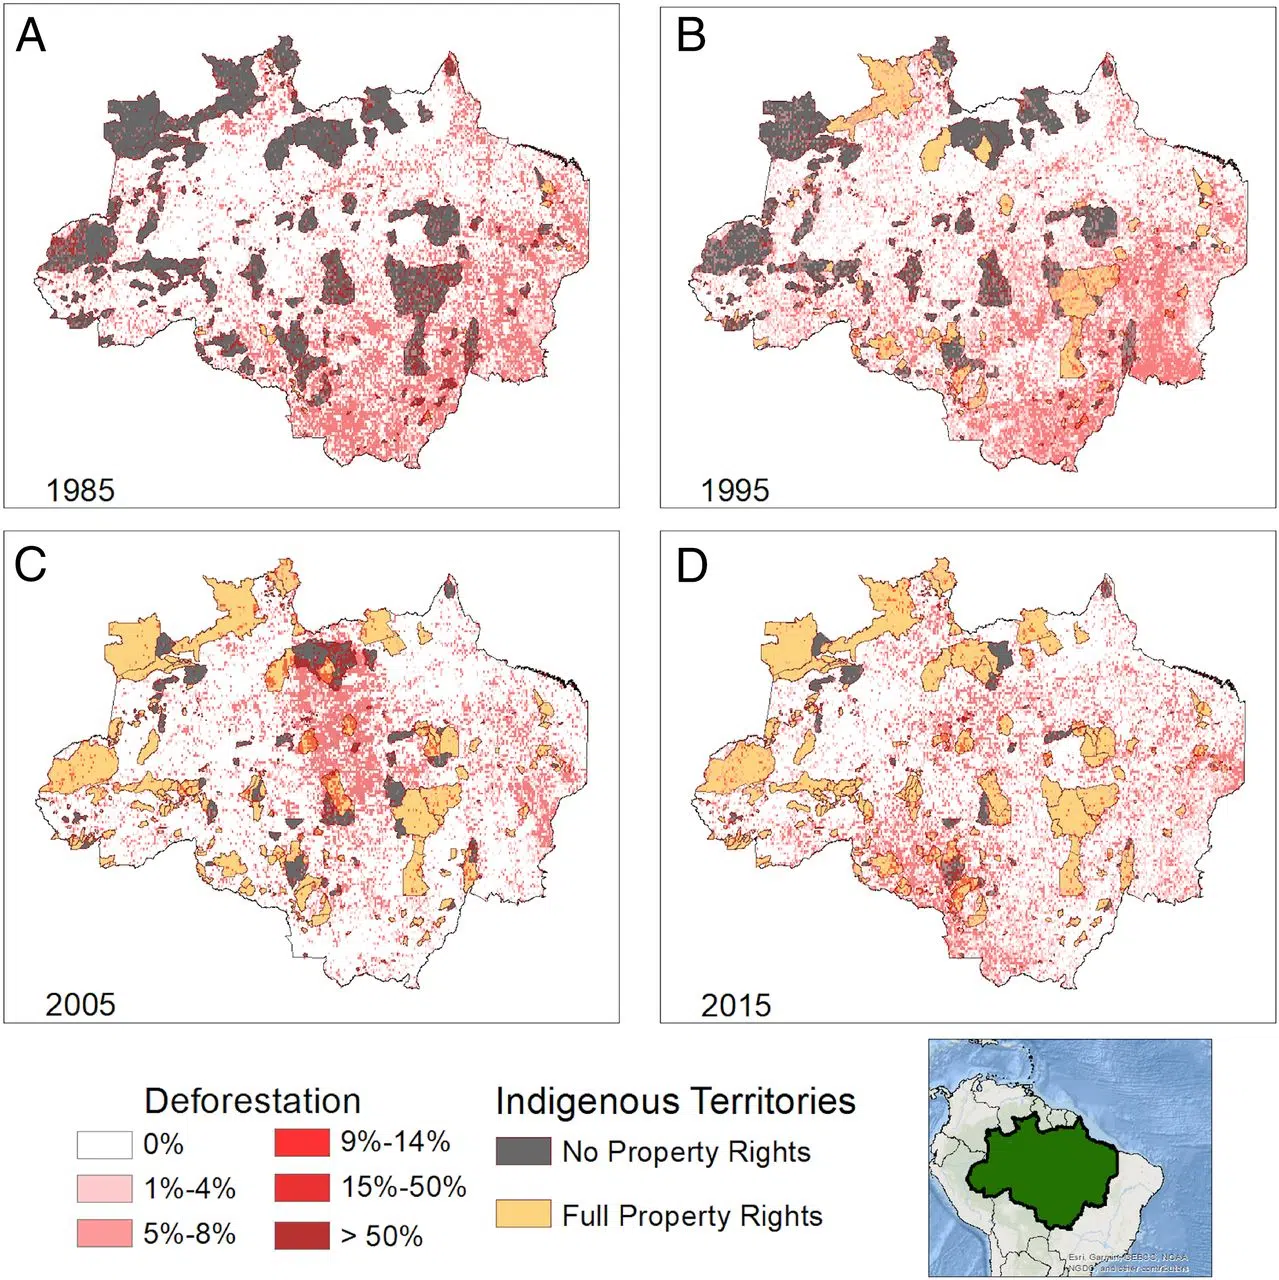 A
B
1985
1995
C
D
2005
2015
Deforestation
0%
1%-4%
5%-8%
9%-14%
15%-50%
> 50%
Indigenous Territories
No Property Rights
Full Property Rights
Esri, Garmin, GEBCO, NOAA
NGDC, and other contributors